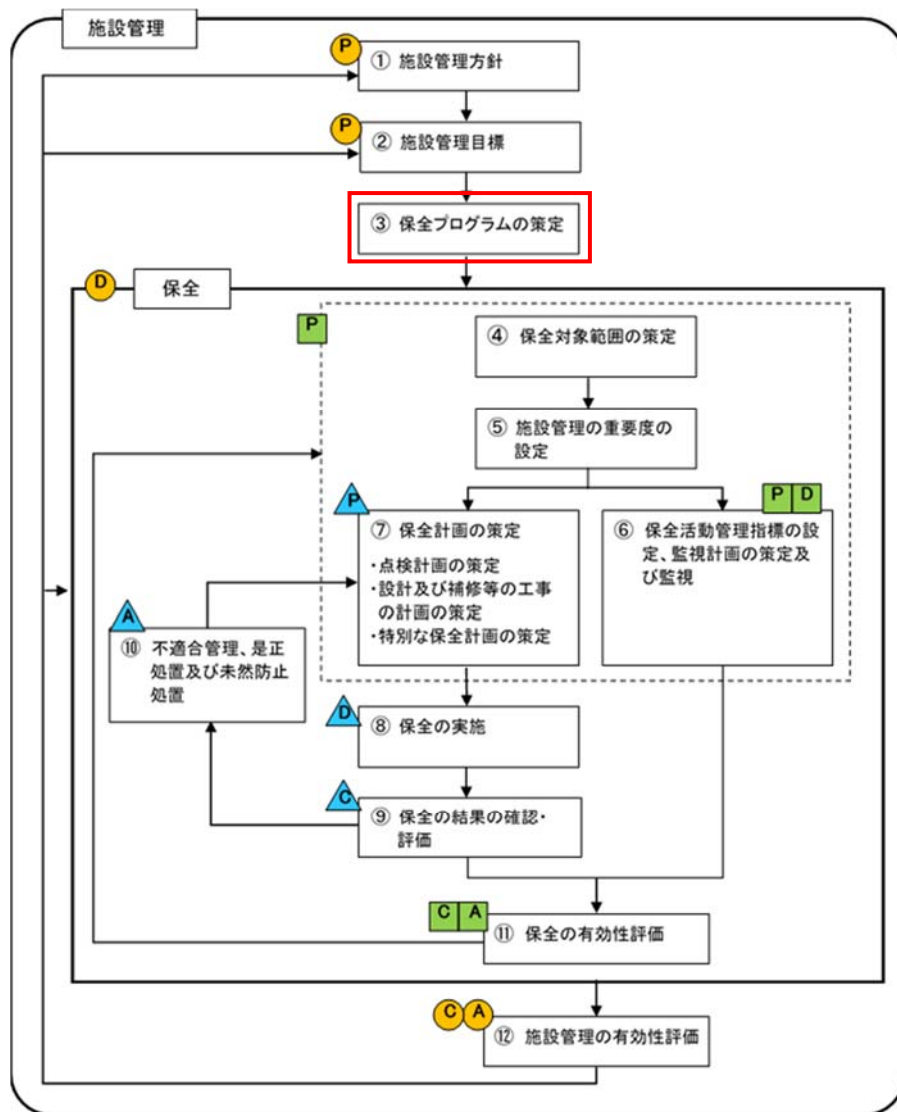 施設管理
P
① 施設管理方針
P
② 施設管理目標
③ 保全プログラムの策定
D
保全
P
④ 保全対象範囲の策定
⑤ 施設管理の重要度の
設定
P
⑦ 保全計画の策定
・点検計画の策定
・設計及び補修等の工事
の計画の策定
・特別な保全計画の策定
P D
⑥ 保全活動管理指標の設
定、監視計画の策定及
び監視
A
⑩ 不適合管理、是正
処置及び未然防止
処置
D
⑧ 保全の実施
C
⑨ 保全の結果の確認・
評価
C A
⑪ 保全の有効性評価
C A
⑫ 施設管理の有効性評価